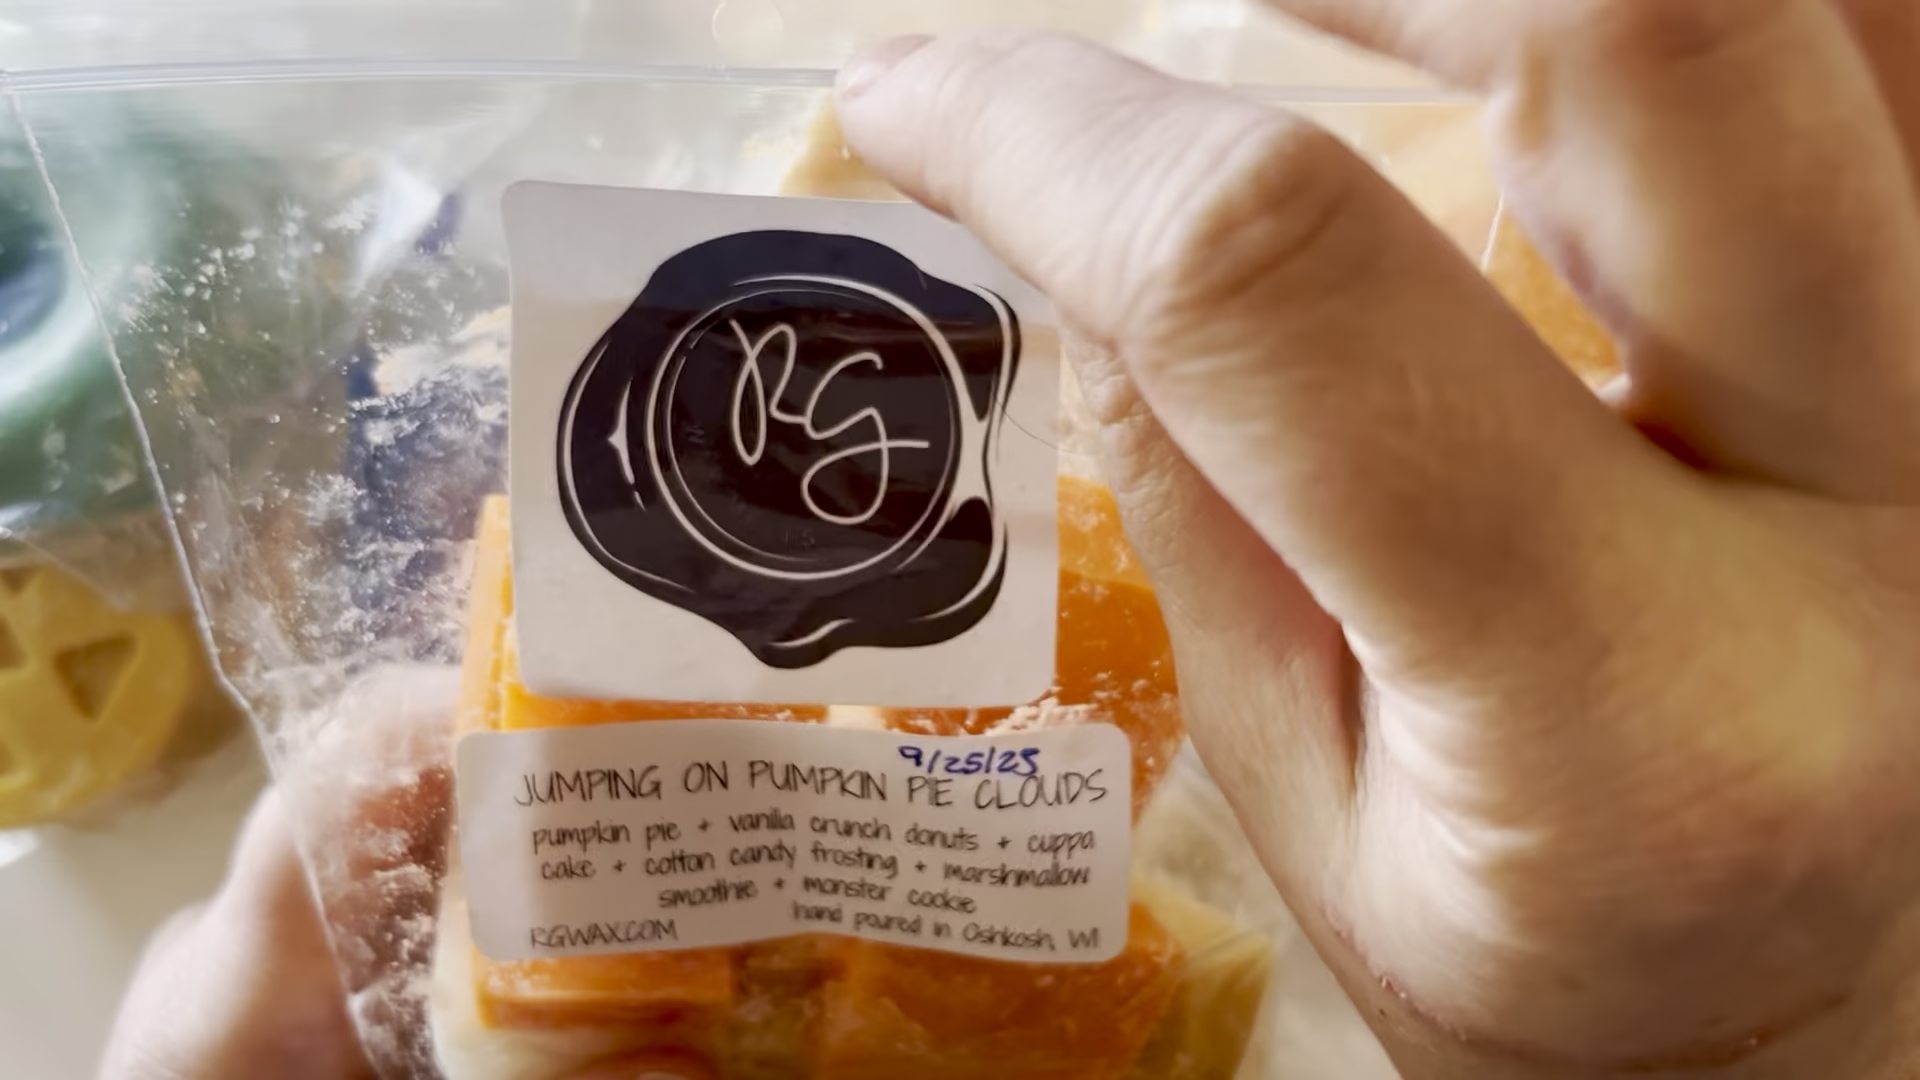 RG
9/25/25
JUMPING ON PUMPKIN PIE CLOUDS
pumpkin pie + vanilla crunch donuts + cuppa
cake + cotton candy frosting + marshmallow
smoothie + monster cookie
hand poured in Oshkosh, WI
RGWAX.COM